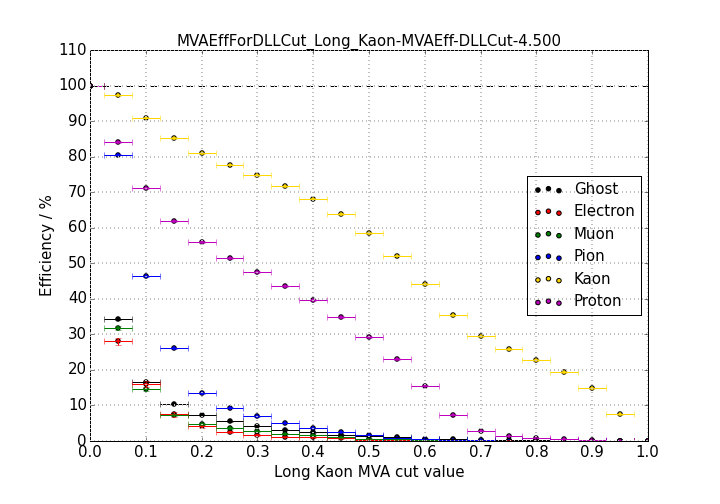 MVAEffForDLLCut_Long_Kaon-MVAEff-DLLCut-4.500
110
100
90
80
70
60
50
40
30
20
10
0
Efficiency / %
Ghost
Electron
Muon
Pion
Kaon
Proton
0.0 0.1 0.2 0.3 0.4 0.5 0.6 0.7 0.8 0.9 1.0
Long Kaon MVA cut value